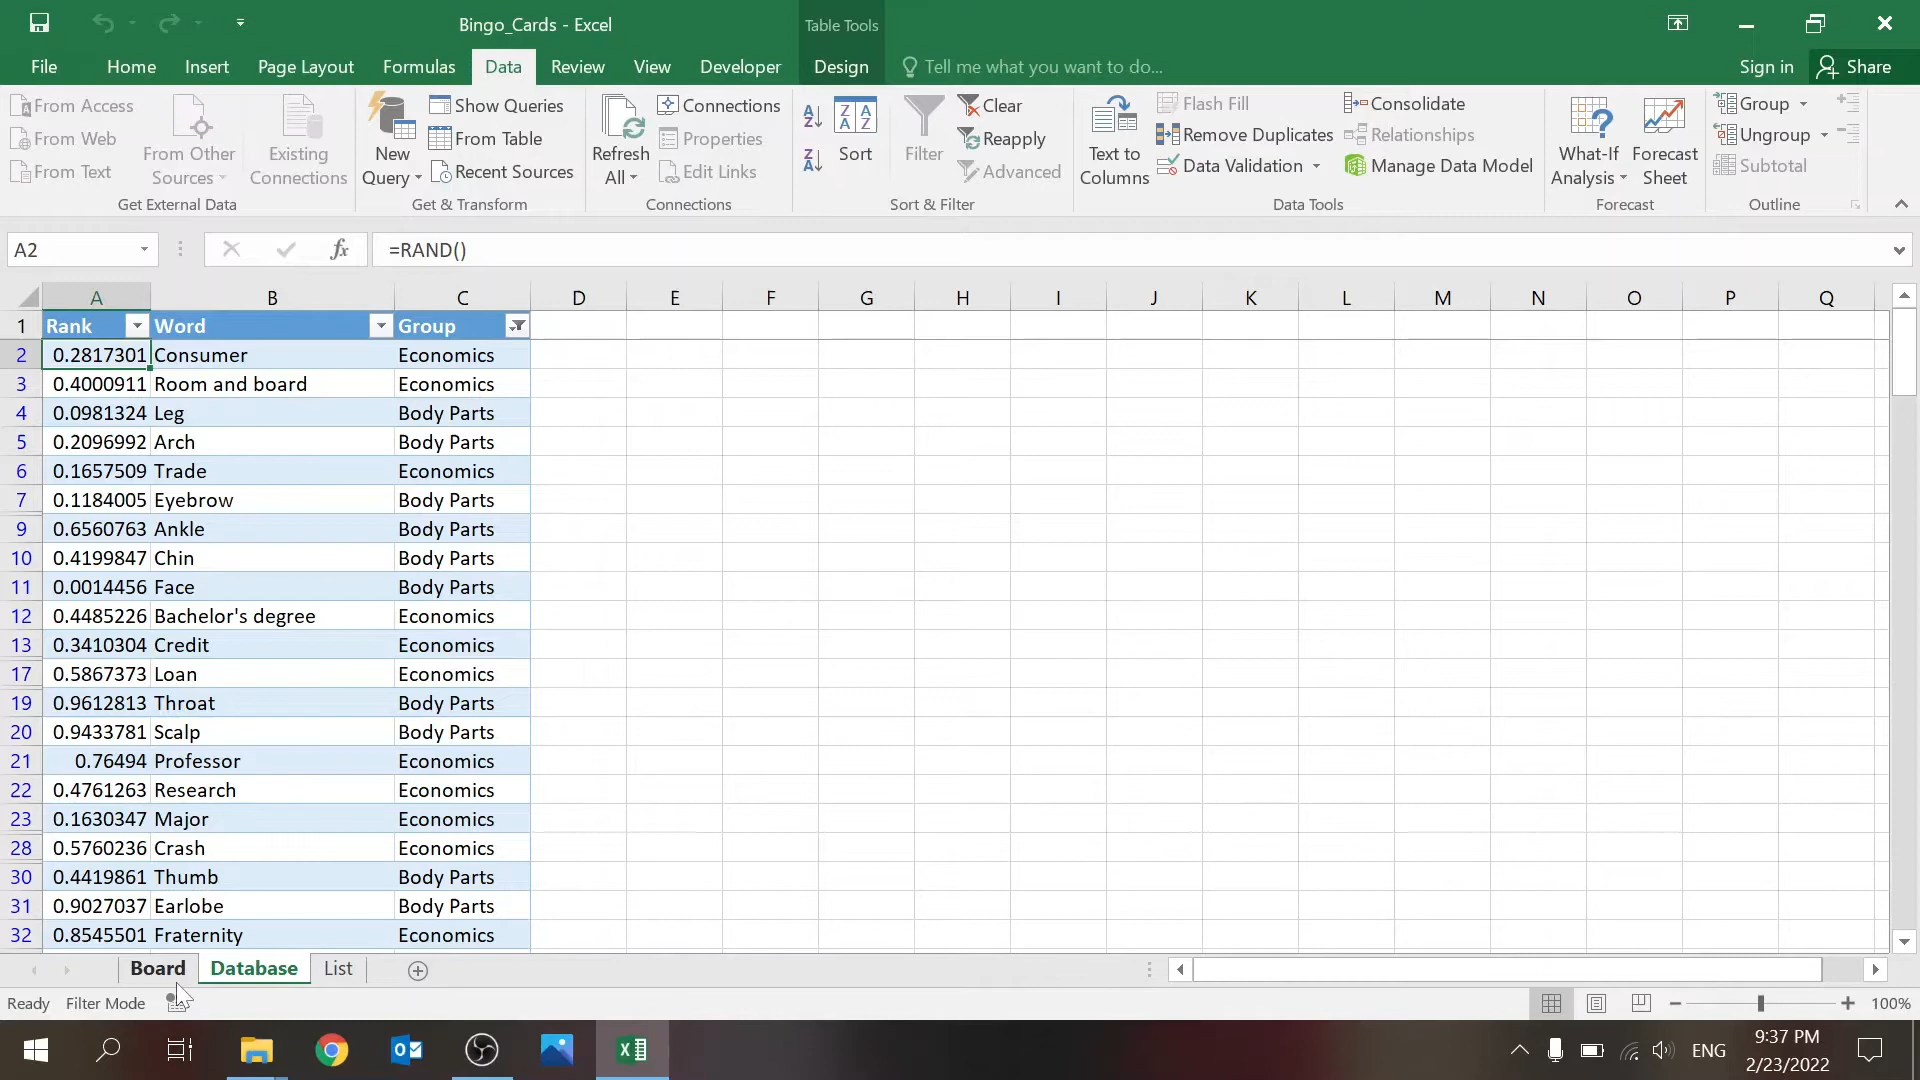 Bingo_Cards - Excel
Table Tools
File Home Insert Page Layout Formulas Data Review View Developer Design Tell me what you want to do... Sign in Share
From Access
From Web
From Text
From Other Sources
Existing Connections
Get External Data
New Query
Show Queries
From Table
Recent Sources
Get & Transform
Refresh All
Connections
Properties
Edit Links
Connections
Sort
Filter
Clear
Reapply
Advanced
Sort & Filter
Text to Columns
Flash Fill
Remove Duplicates
Data Validation
Consolidate
Relationships
Manage Data Model
Data Tools
What-If Analysis
Forecast Sheet
Forecast
Group
Ungroup
Subtotal
Outline
A2 fx =RAND()
A B C D E F G H I J K L M N O P Q
1 Rank Word Group
2 0.2817301 Consumer Economics
3 0.4000911 Room and board Economics
4 0.0981324 Leg Body Parts
5 0.2096992 Arch Body Parts
6 0.1657509 Trade Economics
7 0.1184005 Eyebrow Body Parts
9 0.6560763 Ankle Body Parts
10 0.4199847 Chin Body Parts
11 0.0014456 Face Body Parts
12 0.4485226 Bachelor's degree Economics
13 0.3410304 Credit Economics
17 0.5867373 Loan Economics
19 0.9612813 Throat Body Parts
20 0.9433781 Scalp Body Parts
21 0.76494 Professor Economics
22 0.4761263 Research Economics
23 0.1630347 Major Economics
28 0.5760236 Crash Economics
30 0.4419861 Thumb Body Parts
31 0.9027037 Earlobe Body Parts
32 0.8545501 Fraternity Economics
Board Database List
Ready Filter Mode 100%
ENG
9:37 PM
2/23/2022